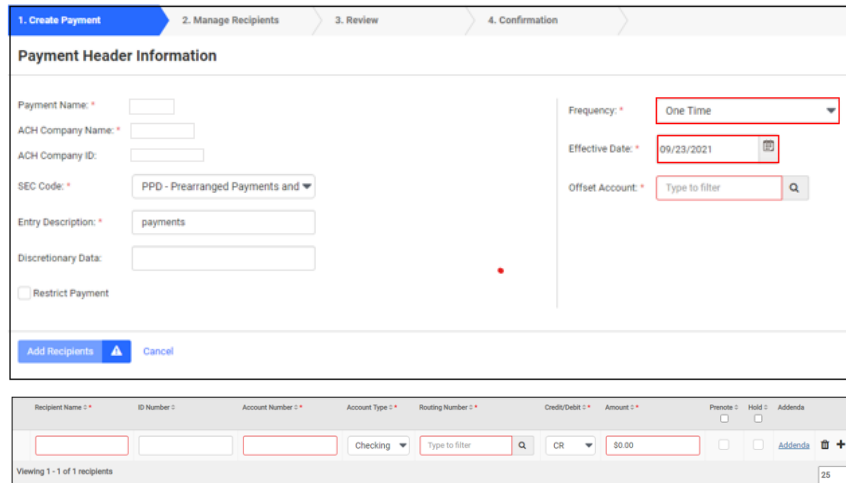 1. Create Payment 2. Manage Recipients 3. Review 4. Confirmation
Payment Header Information
Payment Name: *
ACH Company Name: *
ACH Company ID:
SEC Code: * PPD - Prearranged Payments and
Entry Description: * payments
Discretionary Data:
Restrict Payment
Frequency: * One Time
Effective Date: * 09/23/2021
Offset Account: * Type to filter
Add Recipients Cancel
Recipient Name * ID Number Account Number * Account Type * Routing Number * Credit/Debit * Amount * Prenote Hold Addenda
Checking Type to filter CR $0.00 Addenda
Viewing 1 - 1 of 1 recipients
25